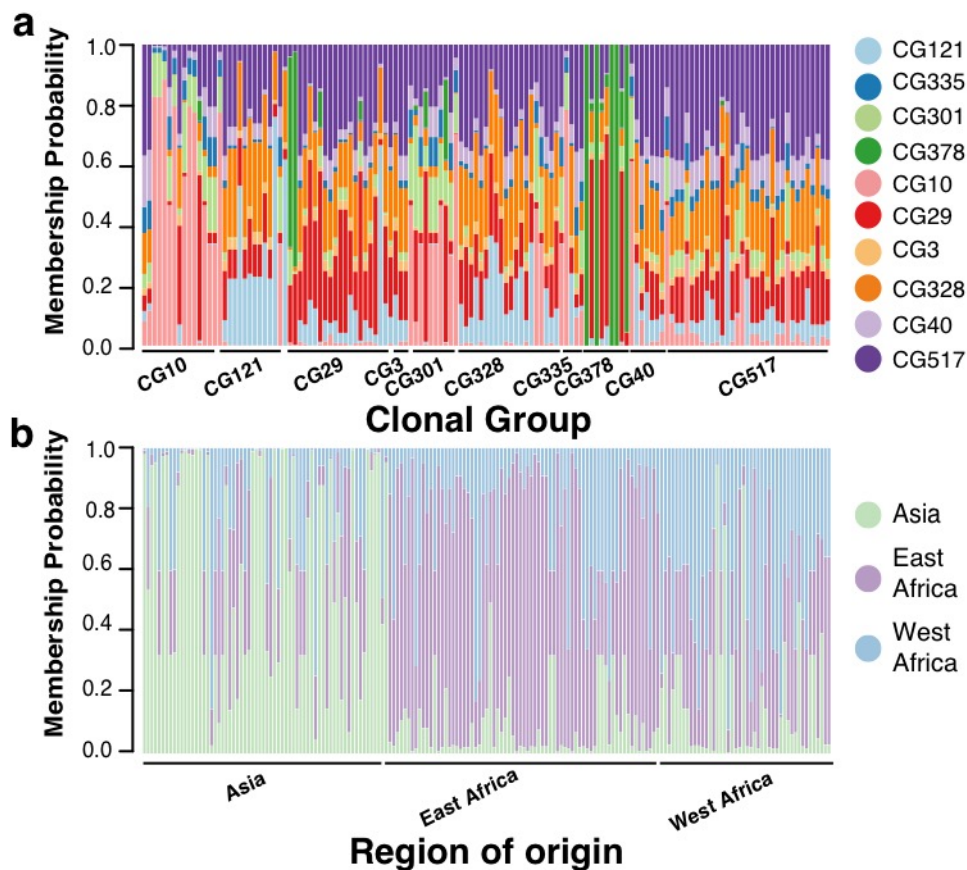 a
Membership Probability
1.0
0.8
0.6
0.4
0.2
0.0
CG10
CG121
CG29
CG3
CG301
CG328
CG335
CG378
CG40
CG517
Clonal Group
CG121
CG335
CG301
CG378
CG10
CG29
CG3
CG328
CG40
CG517
b
Membership Probability
1.0
0.8
0.6
0.4
0.2
0.0
Asia
East Africa
West Africa
Region of origin
Asia
East
Africa
West
Africa